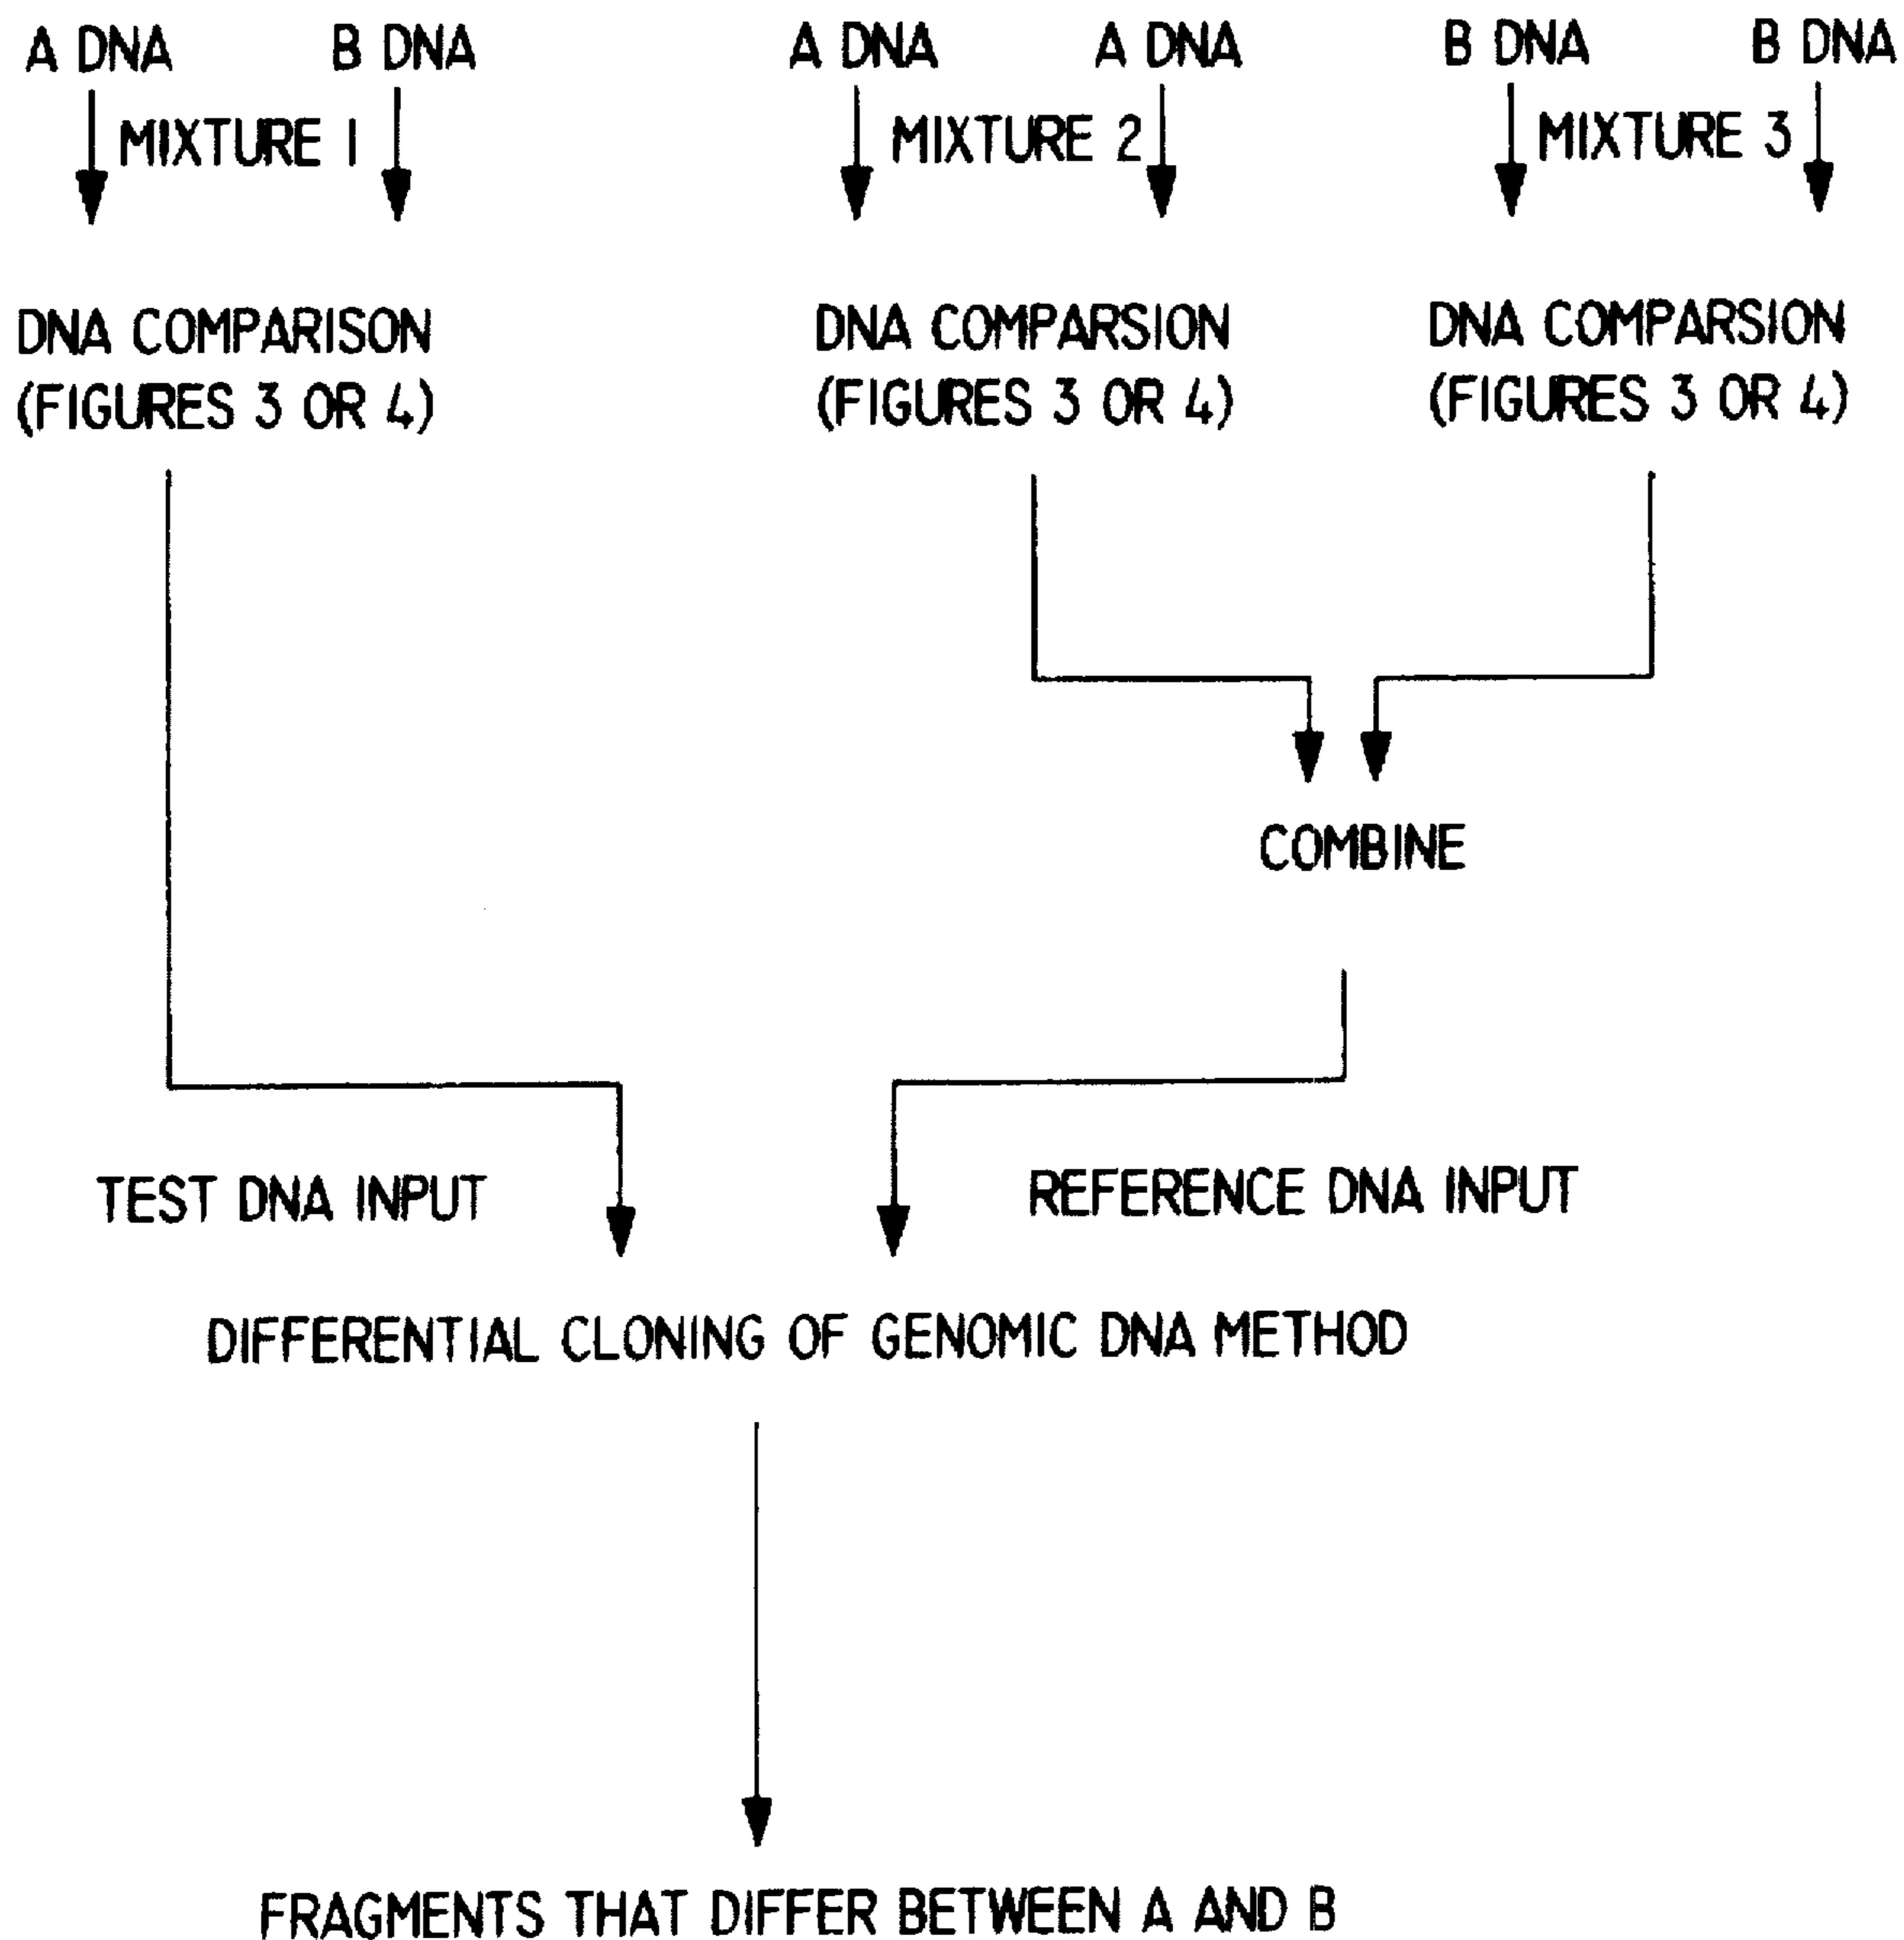 A DNA B DNA A DNA A DNA B DNA B DNA
MIXTURE 1 MIXTURE 2 MIXTURE 3
DNA COMPARISON DNA COMPARSION DNA COMPARSION
(FIGURES 3 OR 4) (FIGURES 3 OR 4) (FIGURES 3 OR 4)
COMBINE
TEST DNA INPUT REFERENCE DNA INPUT
DIFFERENTIAL CLONING OF GENOMIC DNA METHOD
FRAGMENTS THAT DIFFER BETWEEN A AND B